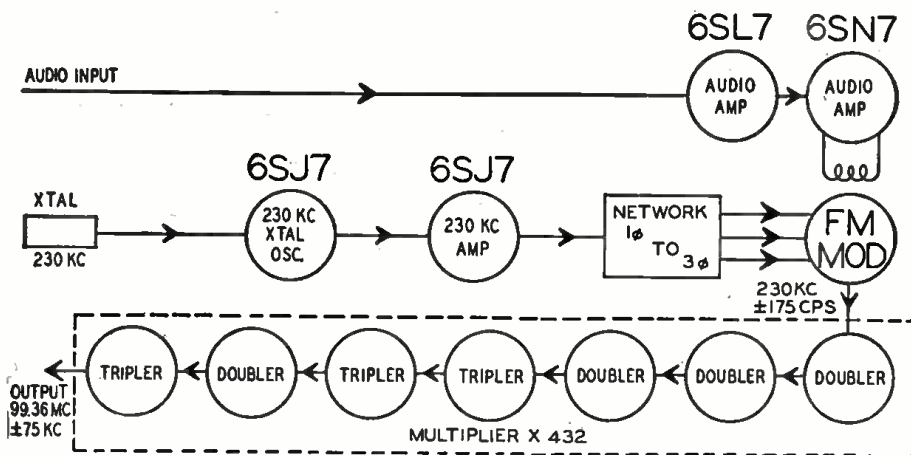 6SL7
6SN7
AUDIO INPUT
AUDIO
AMP
AUDIO
AMP
6SJ7
6SJ7
XTAL
230 KC
230 KC
XTAL
OSC.
230 KC
AMP
NETWORK
1ø
TO
3ø
FM
MOD
230KC
±175 CPS
TRIPLER
DOUBLER
TRIPLER
TRIPLER
DOUBLER
DOUBLER
DOUBLER
OUTPUT
99.36 MC
±75 KC
MULTIPLIER X 432